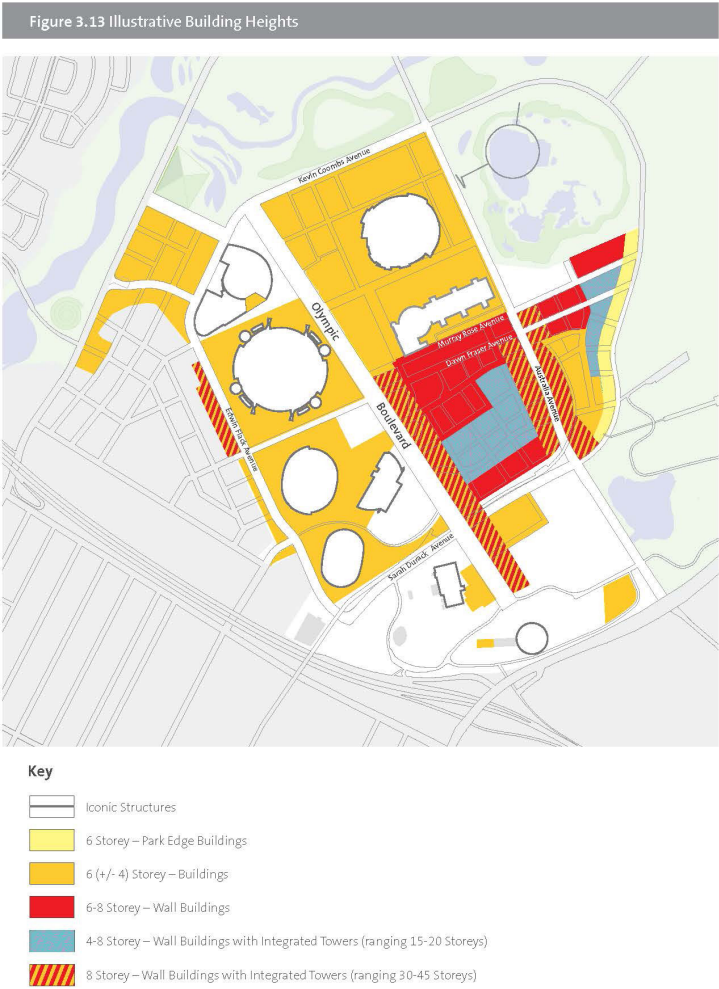 Figure 3.13 Illustrative Building Heights
Kevin Coombs Avenue
Olympic
Boulevard
Murray Rose Avenue
Dawn Fraser Avenue
Australia Avenue
Edwin Flack Avenue
Sarah Durack Avenue
Key
Iconic Structures
6 Storey – Park Edge Buildings
6 (+/- 4) Storey – Buildings
6-8 Storey – Wall Buildings
4-8 Storey – Wall Buildings with Integrated Towers (ranging 15-20 Storeys)
8 Storey – Wall Buildings with Integrated Towers (ranging 30-45 Storeys)